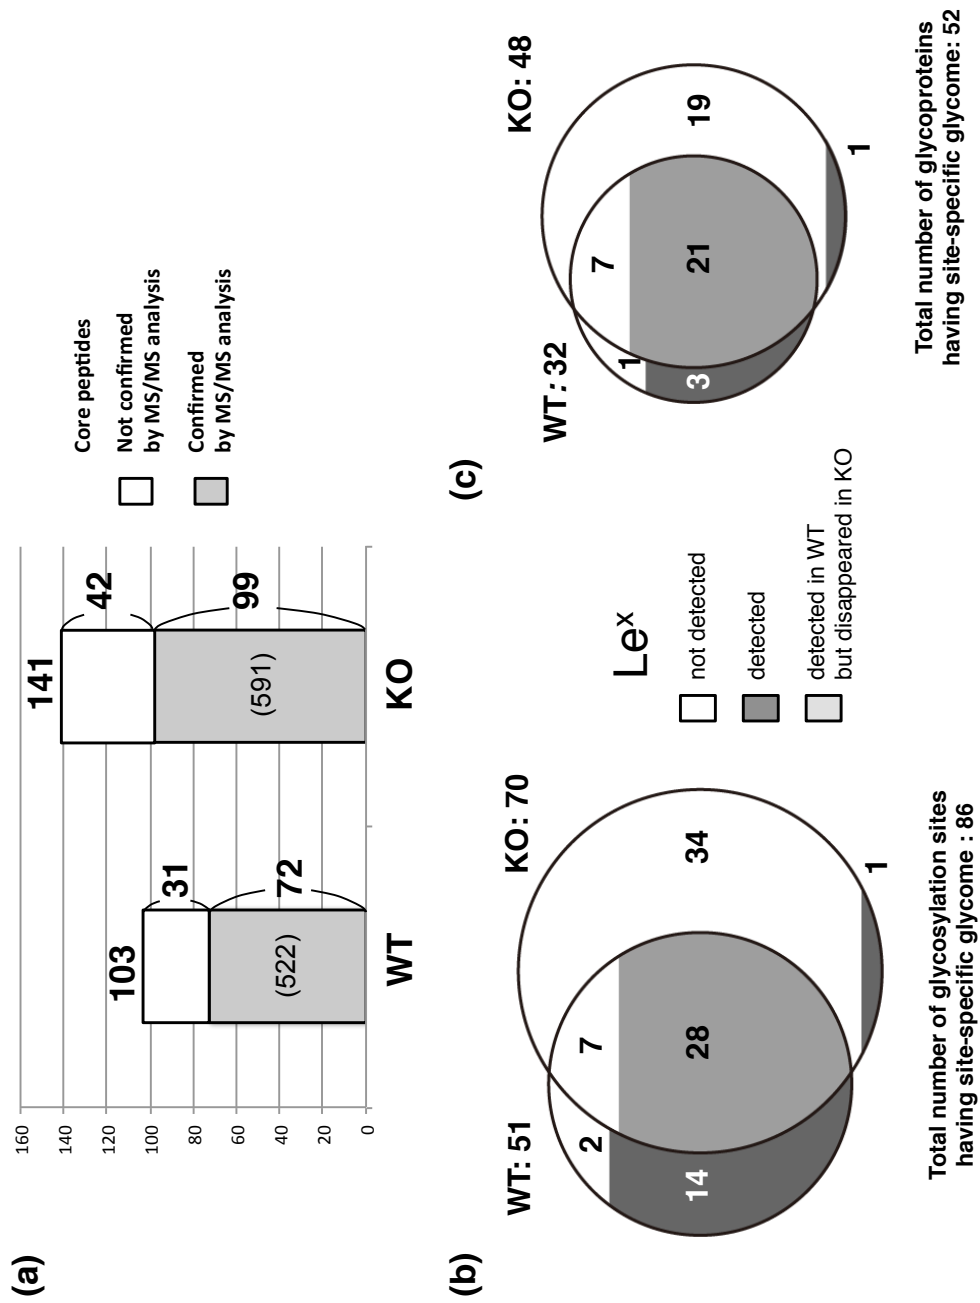 (a)
160
140
120
100
80
60
40
20
0
103
31
72
(522)
WT
141
42
99
(591)
KO
Core peptides
Not confirmed
by MS/MS analysis
Confirmed
by MS/MS analysis
(b)
WT: 51
KO: 70
2
7
14
28
34
1
Total number of glycosylation sites
having site-specific glycome : 86
Leˣ
not detected
detected
detected in WT
but disappeared in KO
(c)
WT: 32
KO: 48
1
7
3
21
19
1
Total number of glycoproteins
having site-specific glycome: 52